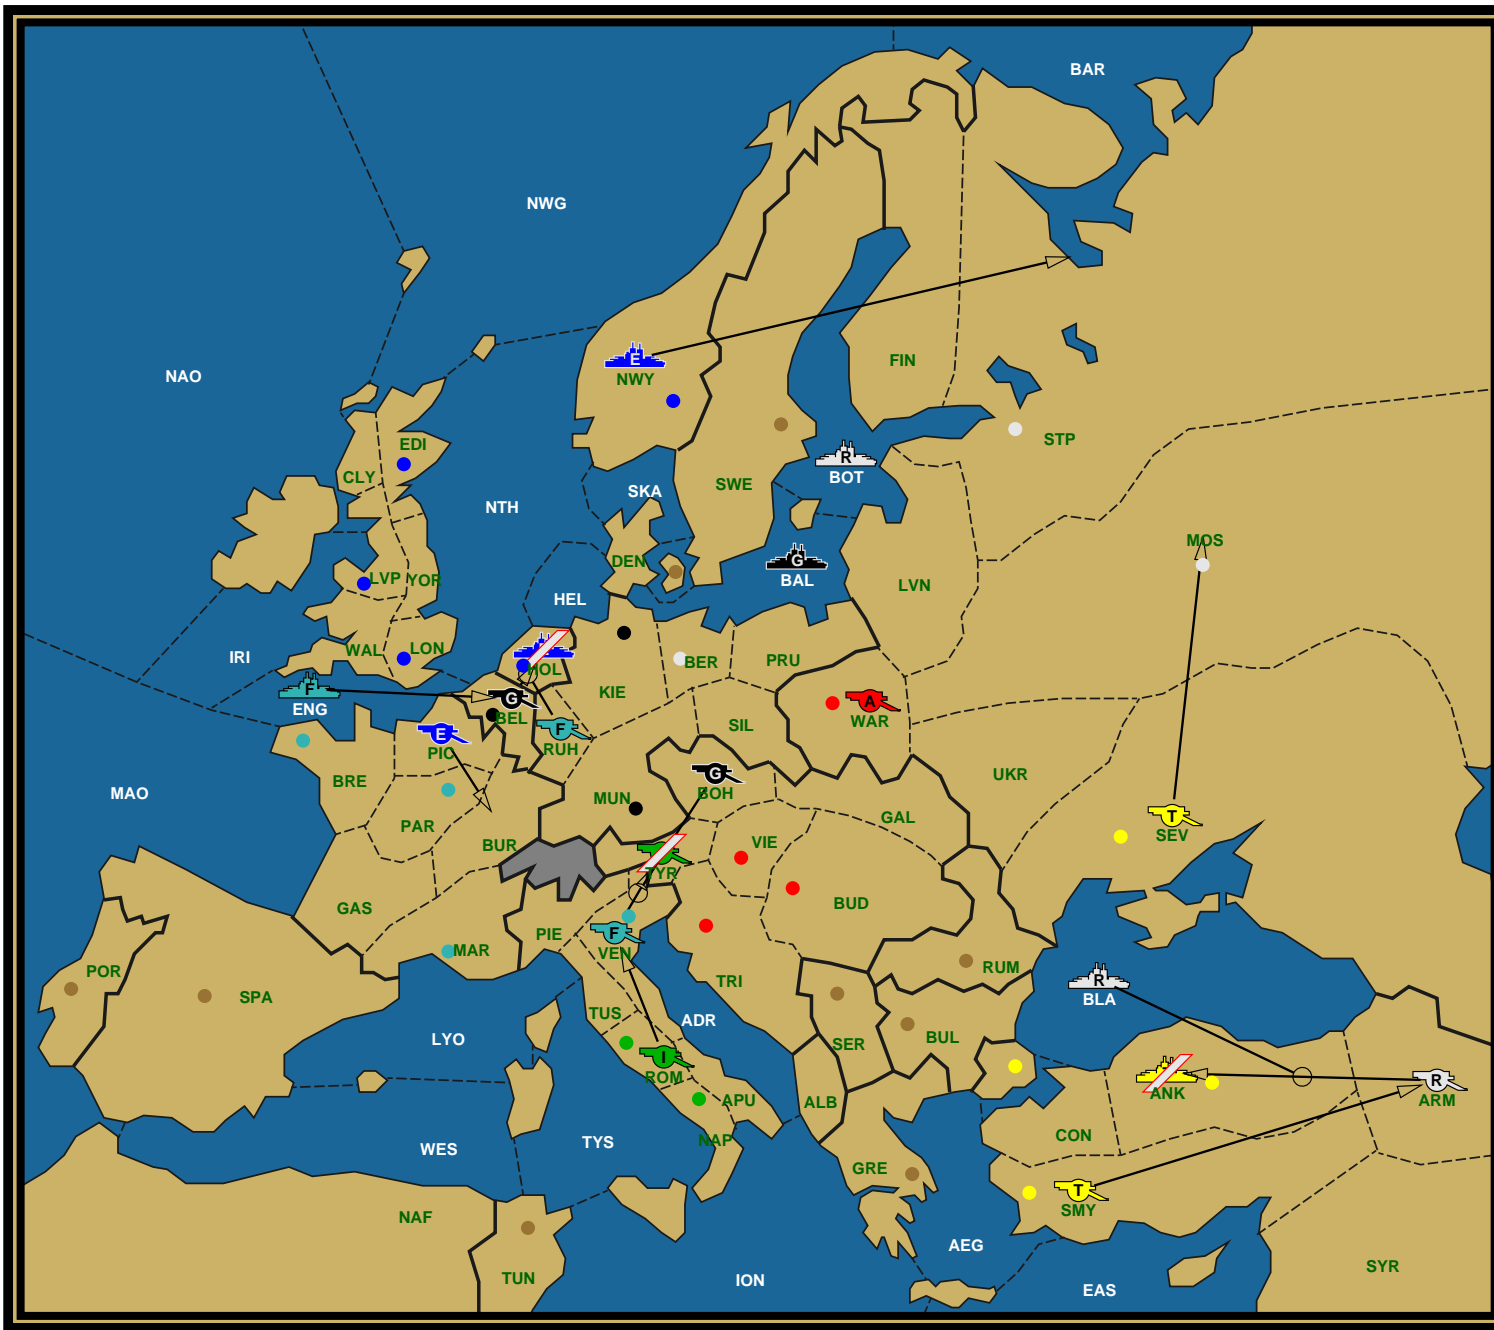 BAR
NWG
NAO
FIN
NWY
E
STP
EDI
CLY
R
BOT
SWE
SKA
NTH
MOS
G
BAL
DEN
LVN
LVP YOR
HEL
WAL LON
IRI
HOL
BER
PRU
KIE
F
ENG
G
BEL
A
WAR
SIL
E
PIC
F
RUH
UKR
G
BOH
BRE
MAO
MUN
PAR
GAL
T
SEV
BUR
VIE
TYR
BUD
GAS
PIE
F
VEN
MAR
POR
SPA
RUM
TRI
R
BLA
TUS
ADR
LYO
SER
BUL
I
ROM
R
ARM
ANK
APU
ALB
CON
NAP
TYS
WES
GRE
T
SMY
NAF
AEG
SYR
TUN
ION
EAS